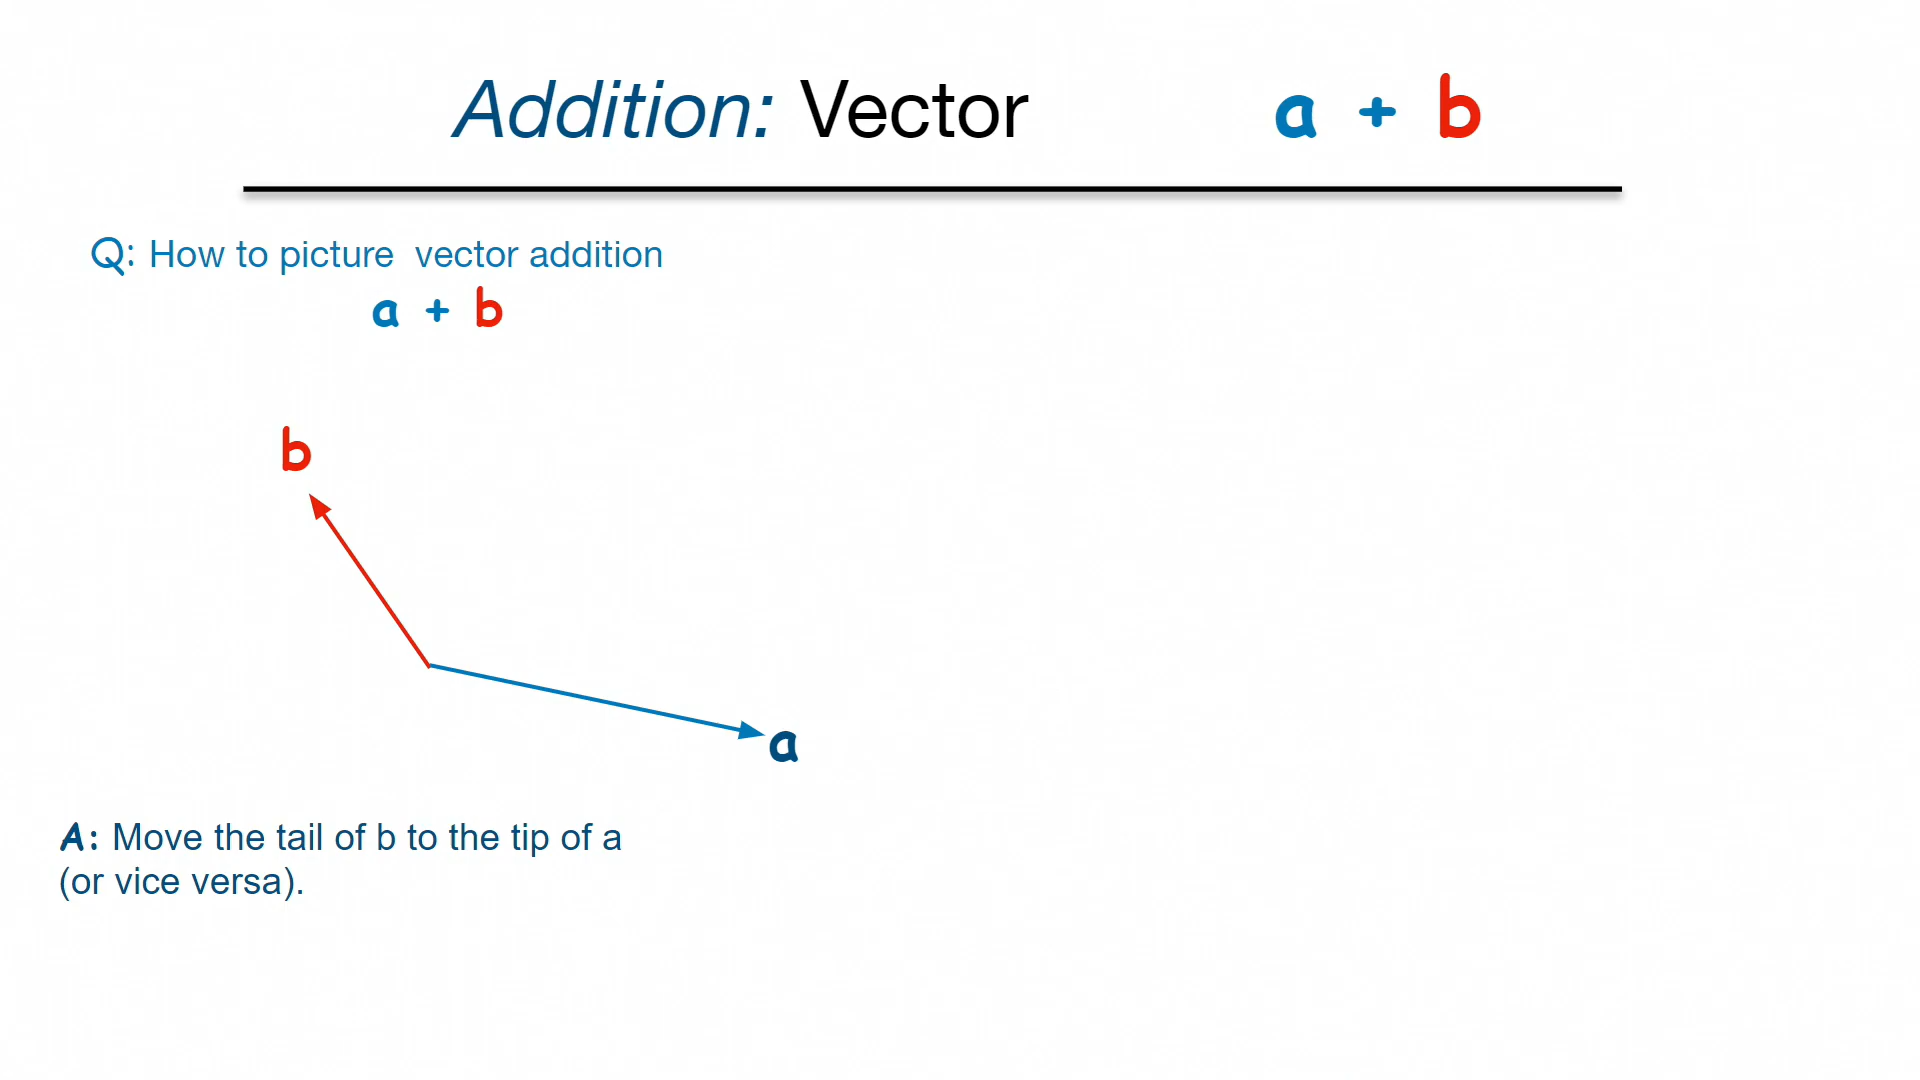 Addition: Vector a + b
Q: How to picture vector addition
a + b
b
a
A: Move the tail of b to the tip of a
(or vice versa).